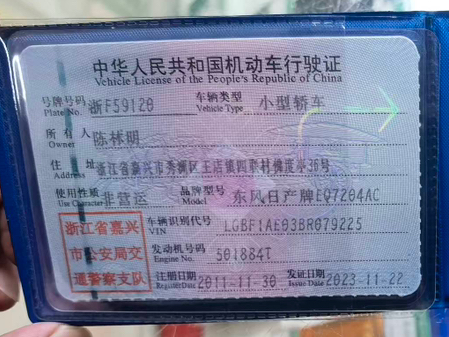 中华人民共和国机动车行驶证
Vehicle License of the People's Republic of China
号牌号码 浙F59120 车辆类型 小型轿车
Plate No. Vehicle Type
所有人 陈林明
Owner
住址 浙江省嘉兴市秀洲区王店镇四联村 36号
Address
使用性质 非营运 品牌型号 东风日产牌EQ7204AC
Use Character Model
浙江省嘉兴
市公安局交
通警察支队
车辆识别代号 LGBF1AE03BR079225
VIN
发动机号码 501884T
Engine No.
注册日期 2011-11-30 发证日期 2023-11-22
Register Date Issue Date